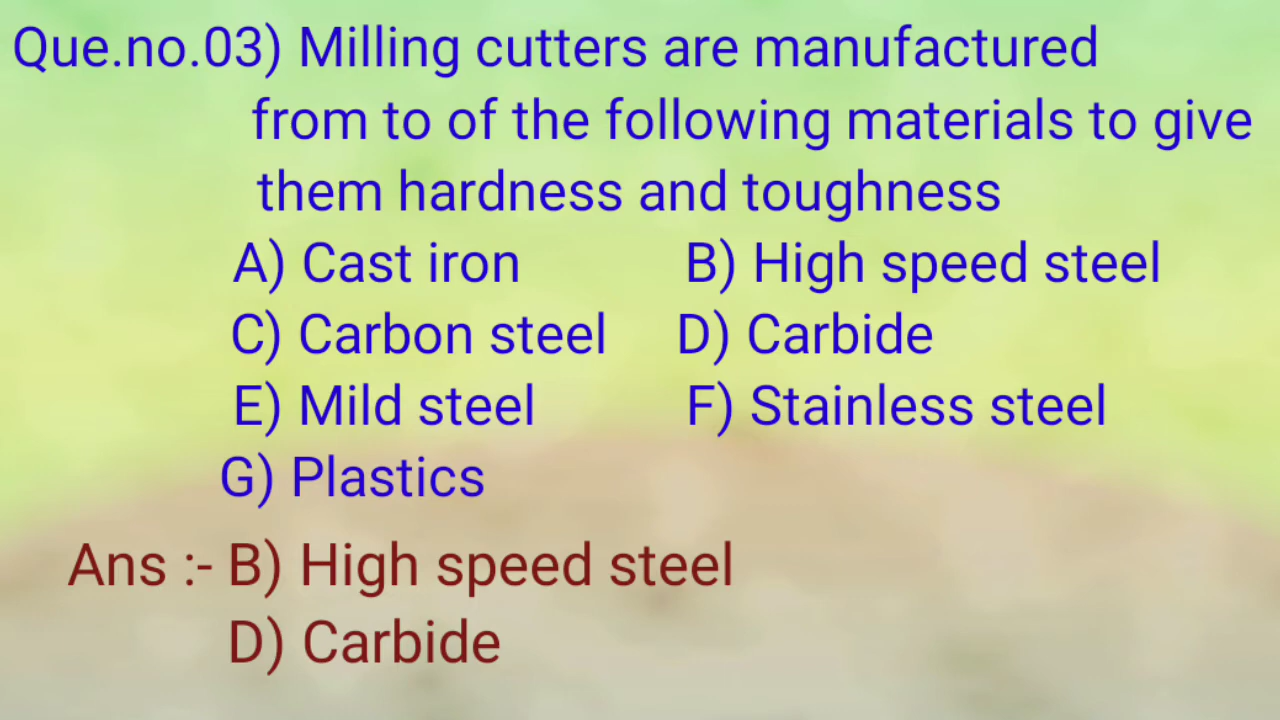 Que.no.03) Milling cutters are manufactured
from to of the following materials to give
them hardness and toughness
A) Cast iron B) High speed steel
C) Carbon steel D) Carbide
E) Mild steel F) Stainless steel
G) Plastics
Ans :- B) High speed steel
D) Carbide